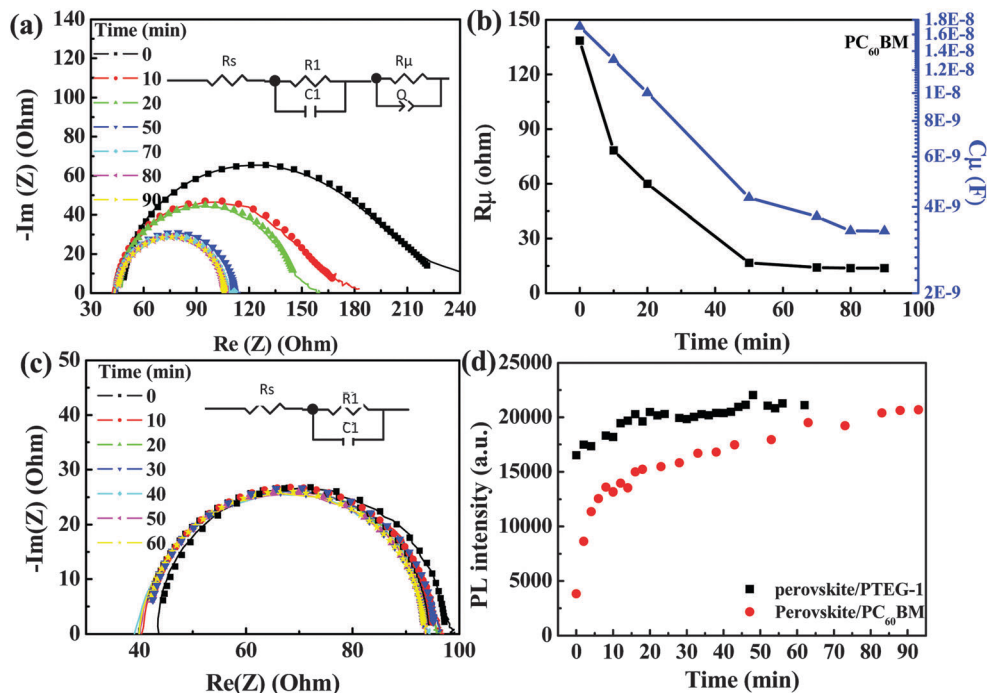 (a)
Time (min)
0
10
20
50
70
80
90
Rs
R1
C1
Rμ
Q
140
120
100
80
60
40
20
0
-Im (Z) (Ohm)
30 60 90 120 150 180 210 240
Re (Z) (Ohm)
(b)
PC60BM
150
120
90
60
30
0
Rμ (ohm)
1.8E-8
1.6E-8
1.4E-8
1.2E-8
1E-8
8E-9
6E-9
4E-9
2E-9
Cμ (F)
0 20 40 60 80 100
Time (min)
(c)
Time (min)
0
10
20
30
40
50
60
Rs
R1
C1
50
40
30
20
10
0
-Im(Z) (Ohm)
40 60 80 100
Re(Z) (Ohm)
(d)
25000
20000
15000
10000
5000
0
PL intensity (a.u.)
perovskite/PTEG-1
Perovskite/PC60BM
0 10 20 30 40 50 60 70 80 90
Time (min)